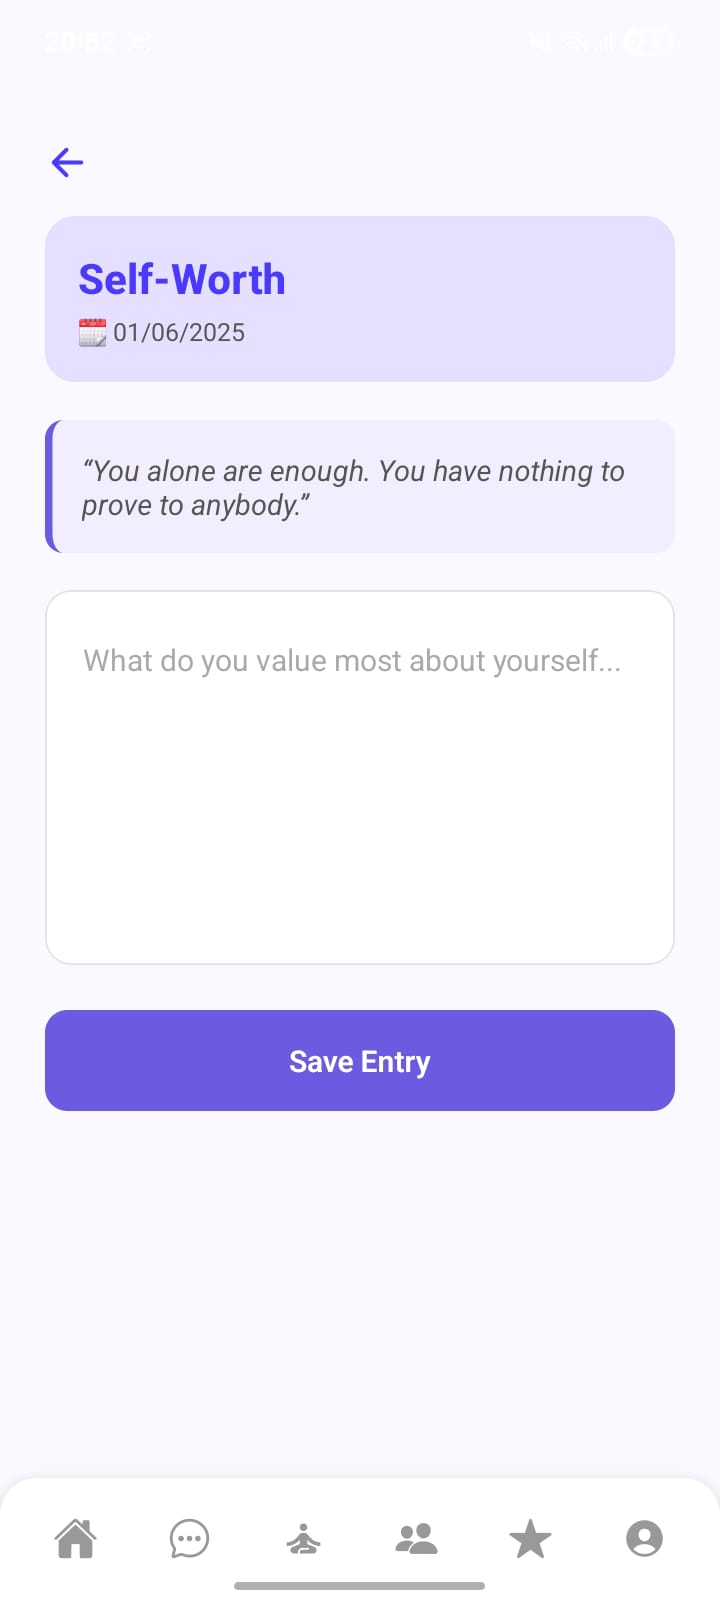 20:52
Self-Worth
01/06/2025
“You alone are enough. You have nothing to
prove to anybody.”
What do you value most about yourself...
Save Entry